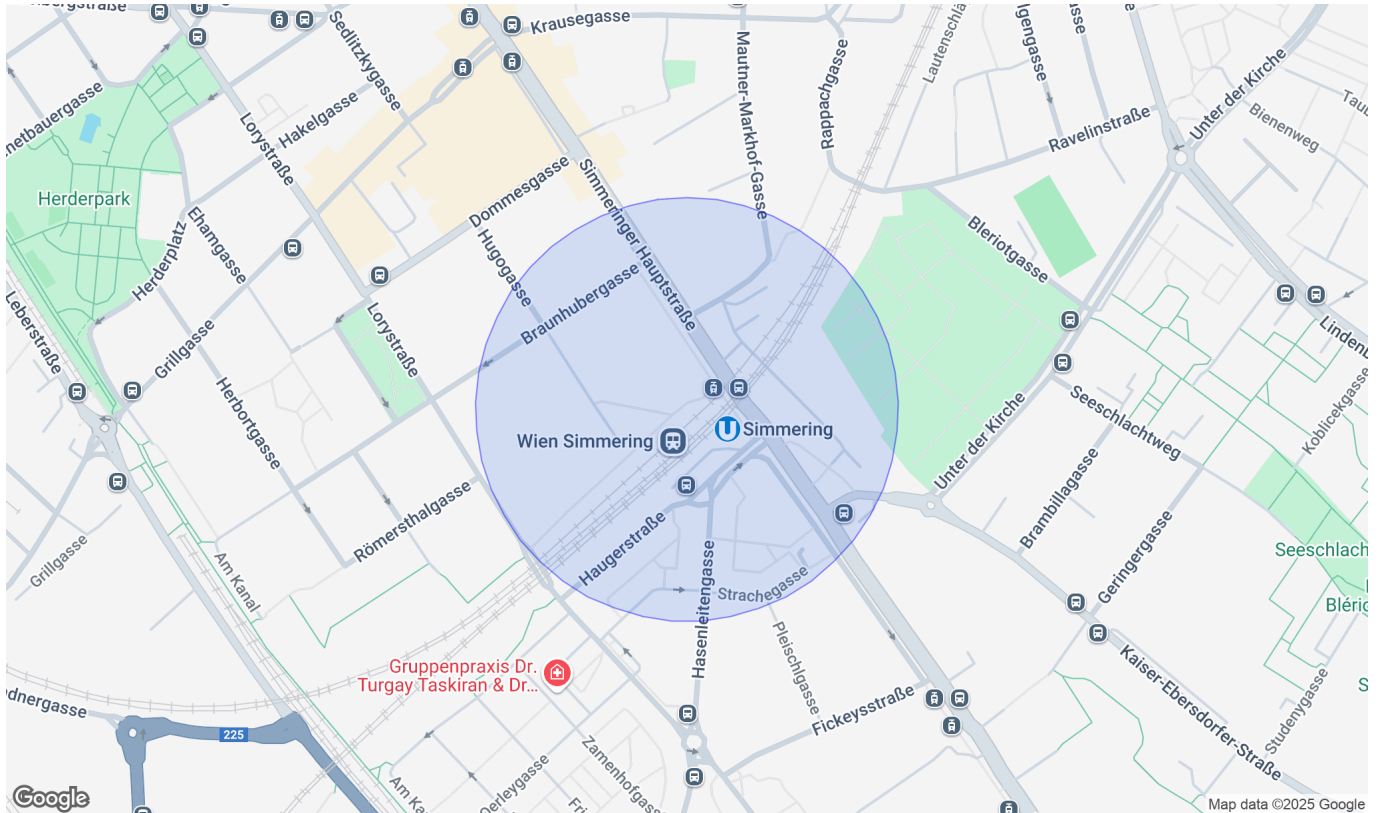 Krausegasse
Sedlitzkygasse
Mautner-Markhof-Gasse
Rappachgasse
Unter der Kirche
Bienenweg
Ravelinstraße
Hakelgasse
Lorystraße
Herderpark
Dommesgasse
Simmeringer Hauptstraße
Ehamgasse
Herderplatz
Hugogasse
Bleriotgasse
Braunhubergasse
Leberstraße
Grillgasse
Lorystraße
Herbortgasse
Seeschlachtweg
Koblicekgasse
Unter der Kirche
Wien Simmering
Simmering
Brambillagasse
Römersthalgasse
Haugerstraße
Geringergasse
Grillgasse
Am Kanal
Strachegasse
Hasenleitengasse
Pleischlgasse
Gruppenpraxis Dr.
Turgay Taskiran & Dr...
Fickeysstraße
Kaiser-Ebersdorfer-Straße
Studenygasse
225
Zamenhofgasse
Oerleygasse
Google
Map data ©2025 Google